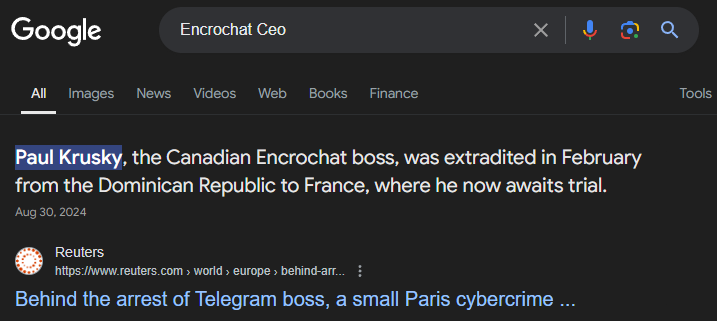 Google
Encrochat Ceo
All Images News Videos Web Books Finance Tools
Paul Krusky, the Canadian Encrochat boss, was extradited in February
from the Dominican Republic to France, where he now awaits trial.
Aug 30, 2024
Reuters
https://www.reuters.com › world › europe › behind-arr...
Behind the arrest of Telegram boss, a small Paris cybercrime ...